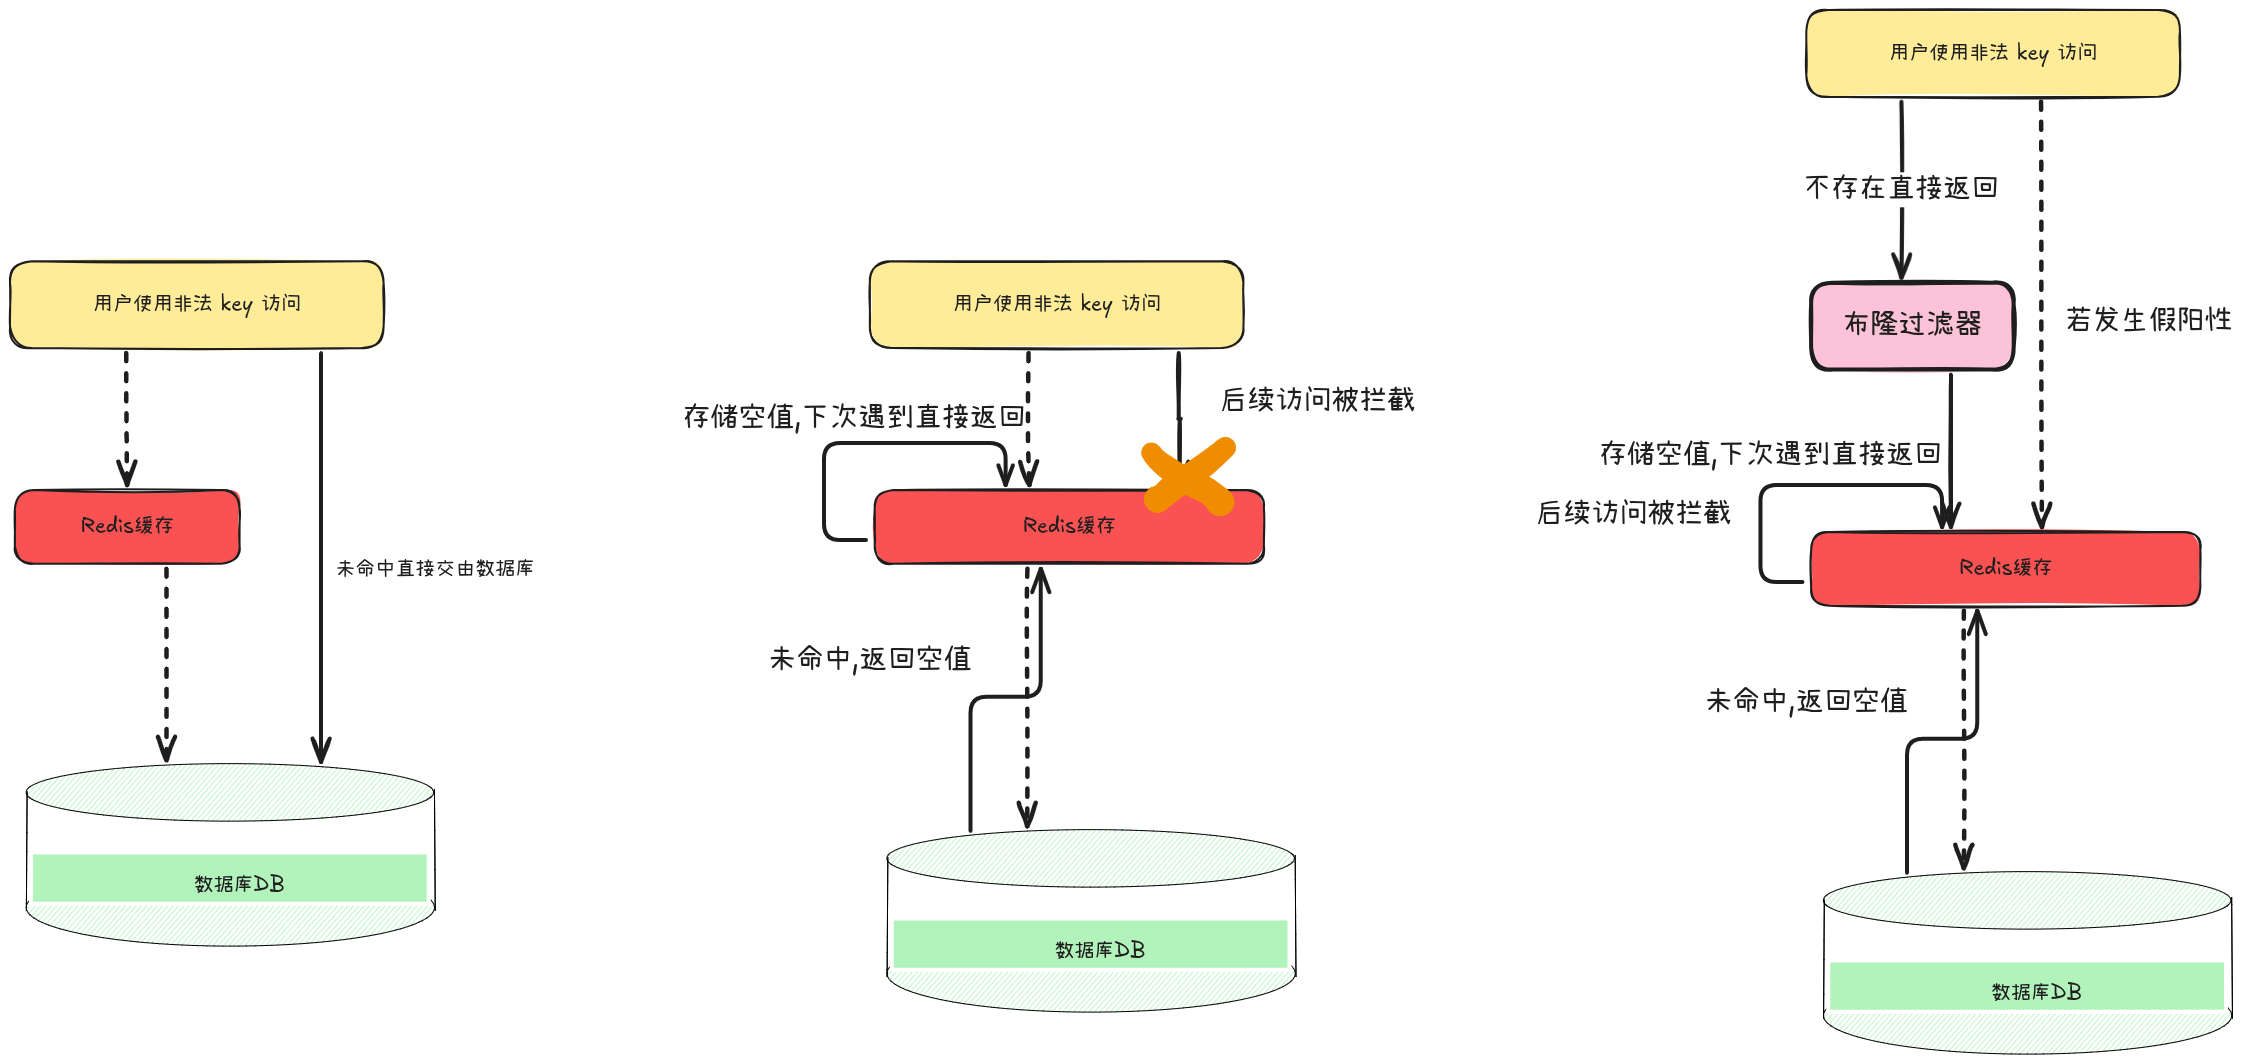 用户使用非法 key 访问
Redis缓存
未命中直接交由数据库
数据库DB
用户使用非法 key 访问
后续访问被拦截
存储空值,下次遇到直接返回
Redis缓存
未命中,返回空值
数据库DB
用户使用非法 key 访问
不存在直接返回
布隆过滤器
若发生假阳性
存储空值,下次遇到直接返回
后续访问被拦截
Redis缓存
未命中,返回空值
数据库DB